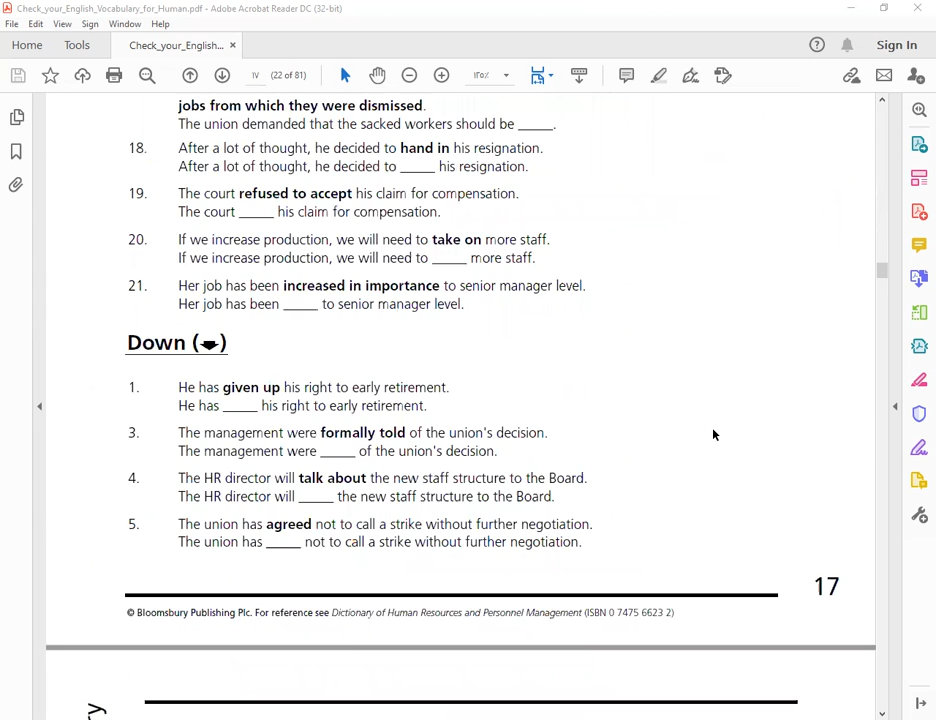 Check_your_English_Vocabulary_for_Human.pdf - Adobe Acrobat Reader DC (32-bit)
File Edit View Sign Window Help
Home Tools Check_your_English... × Sign In
IV (22 of 81)
jobs from which they were dismissed.
The union demanded that the sacked workers should be _____.
18. After a lot of thought, he decided to hand in his resignation.
After a lot of thought, he decided to _____ his resignation.
19. The court refused to accept his claim for compensation.
The court _____ his claim for compensation.
20. If we increase production, we will need to take on more staff.
If we increase production, we will need to _____ more staff.
21. Her job has been increased in importance to senior manager level.
Her job has been _____ to senior manager level.
Down ( )
1. He has given up his right to early retirement.
He has _____ his right to early retirement.
3. The management were formally told of the union's decision.
The management were _____ of the union's decision.
4. The HR director will talk about the new staff structure to the Board.
The HR director will _____ the new staff structure to the Board.
5. The union has agreed not to call a strike without further negotiation.
The union has _____ not to call a strike without further negotiation.
17
© Bloomsbury Publishing Plc. For reference see Dictionary of Human Resources and Personnel Management (ISBN 0 7475 6623 2)